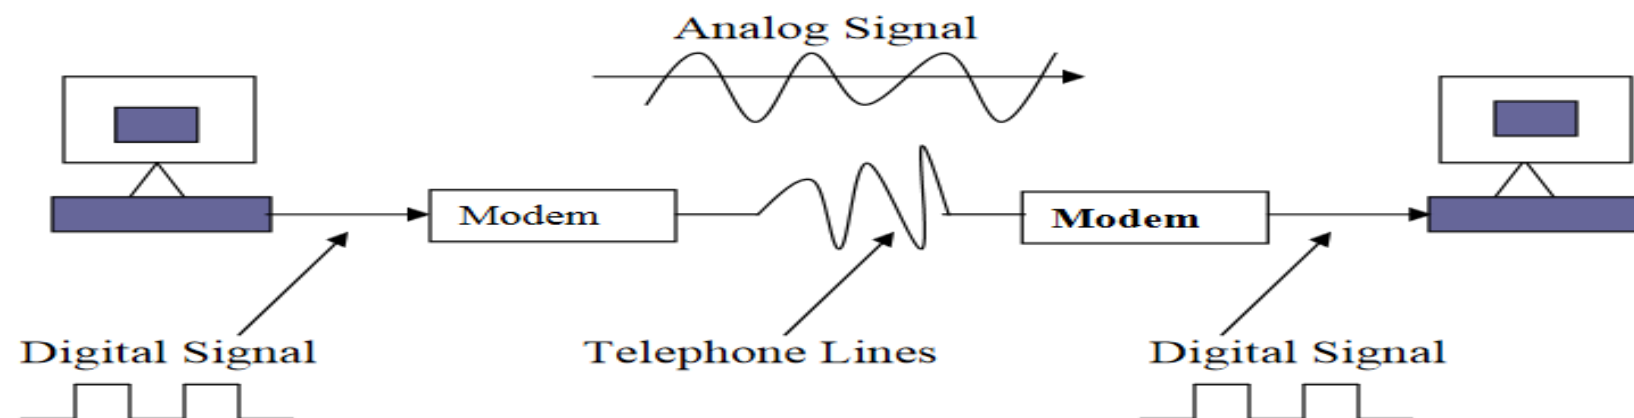 Analog Signal
Modem
Modem
Digital Signal
Telephone Lines
Digital Signal